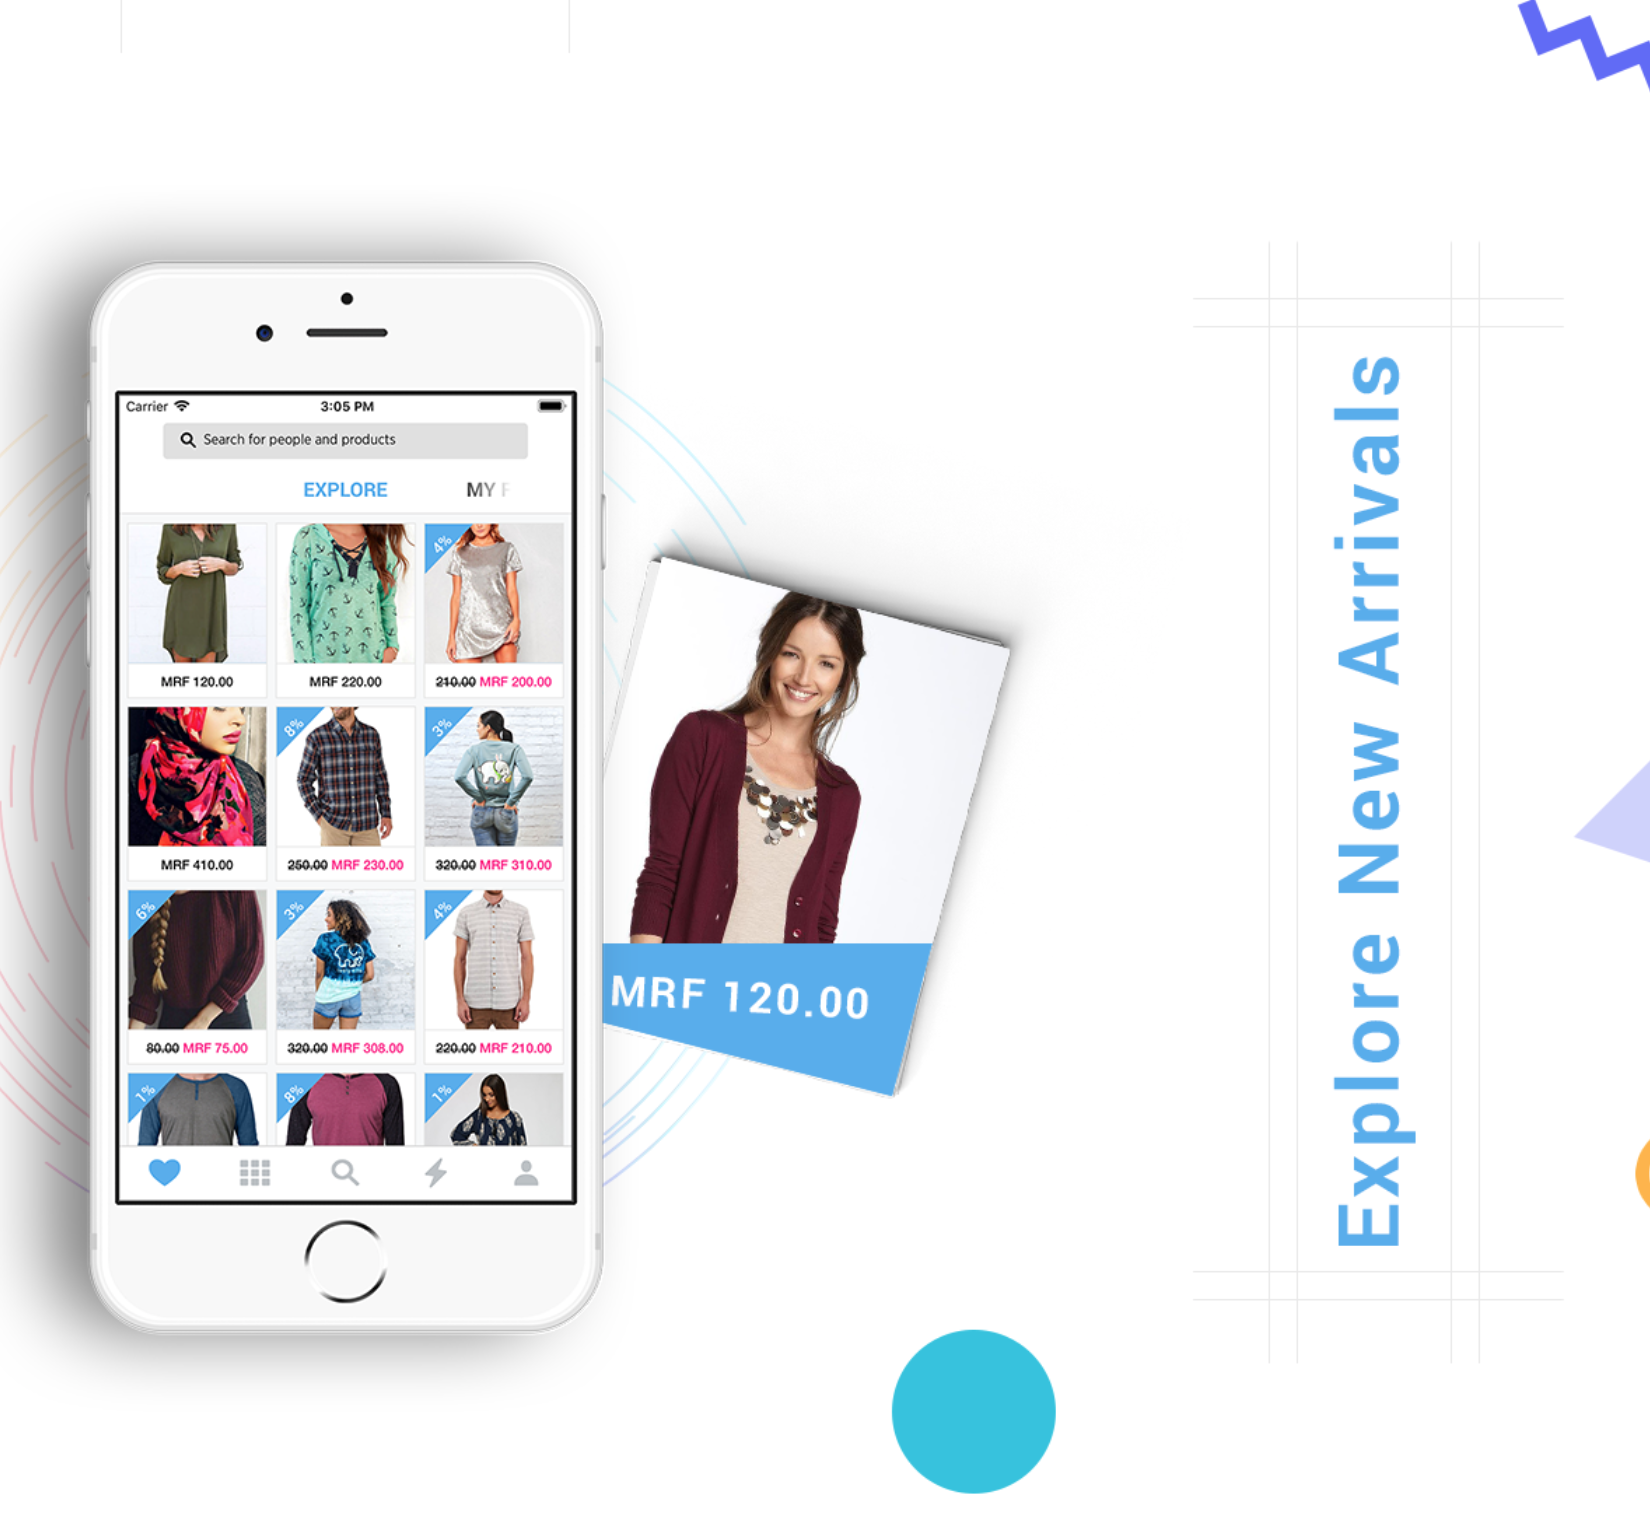 Carrier
3:05 PM
Search for people and products
EXPLORE
MY
4%
MRF 120.00
MRF 220.00
210.00 MRF 200.00
8%
3%
MRF 410.00
250.00 MRF 230.00
320.00 MRF 310.00
6%
3%
4%
80.00 MRF 75.00
320.00 MRF 308.00
220.00 MRF 210.00
1%
8%
1%
MRF 120.00
Explore New Arrivals